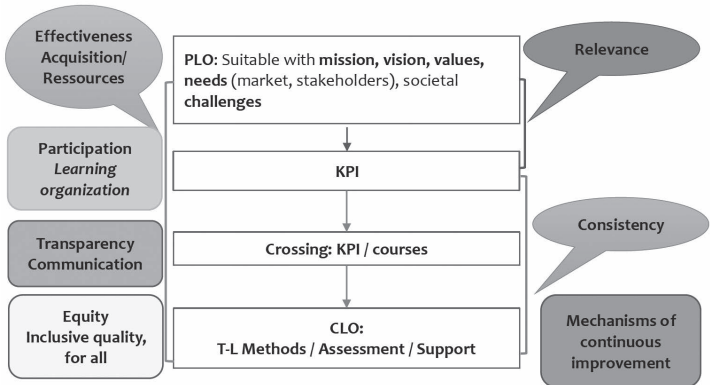 Effectiveness
Acquisition/
Ressources
PLO: Suitable with mission, vision, values,
needs (market, stakeholders), societal
challenges
Relevance
Participation
Learning
organization
KPI
Transparency
Communication
Crossing: KPI / courses
Consistency
Equity
Inclusive quality,
for all
CLO:
T-L Methods / Assessment / Support
Mechanisms of
continuous
improvement